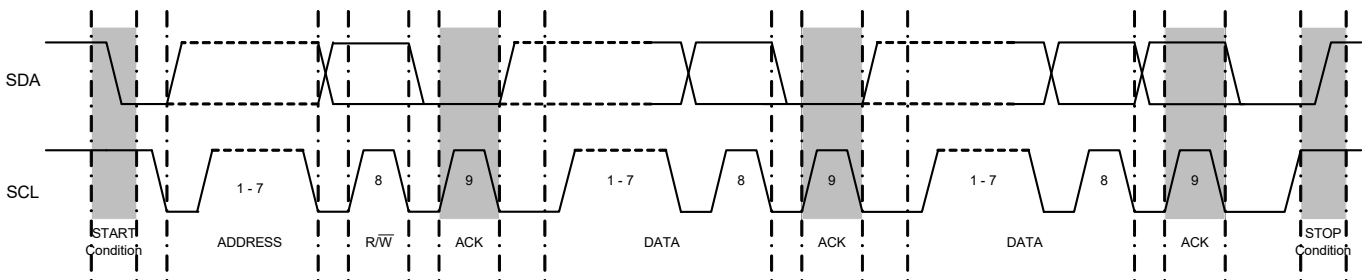 SDA
SCL
1 - 7
8
9
1 - 7
8
9
1 - 7
8
9
START
Condition
ADDRESS
R/W̅
ACK
DATA
ACK
DATA
ACK
STOP
Condition